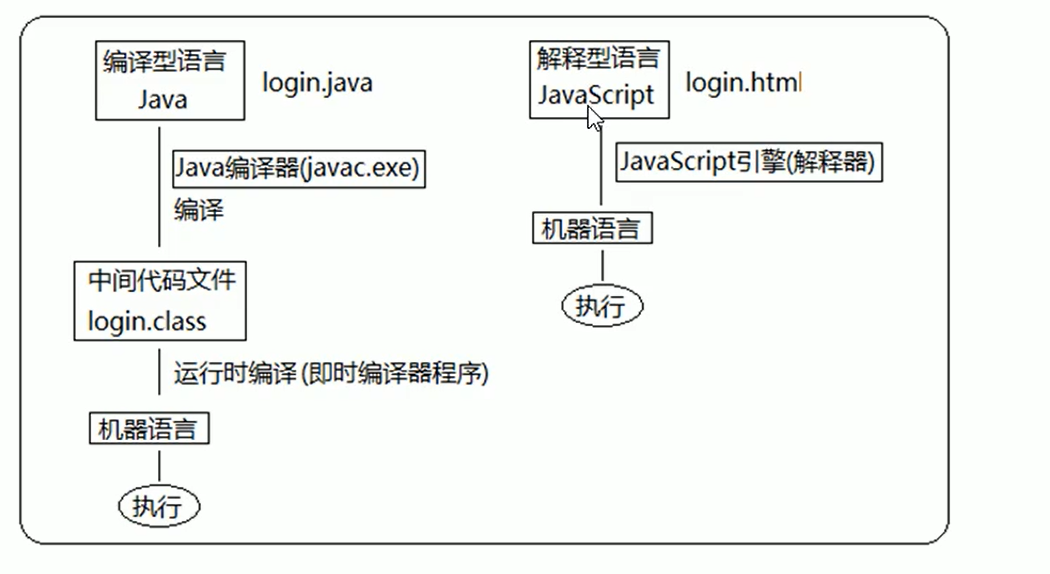 编译型语言
Java
login.java
Java编译器(javac.exe)
编译
中间代码文件
login.class
运行时编译(即时编译器程序)
机器语言
执行
解释型语言
JavaScript
login.html
JavaScript引擎(解释器)
机器语言
执行